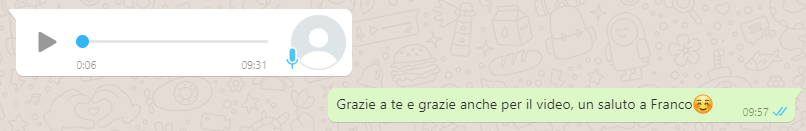 0:06 09:31
Grazie a te e grazie anche per il video, un saluto a Franco😊
09:57